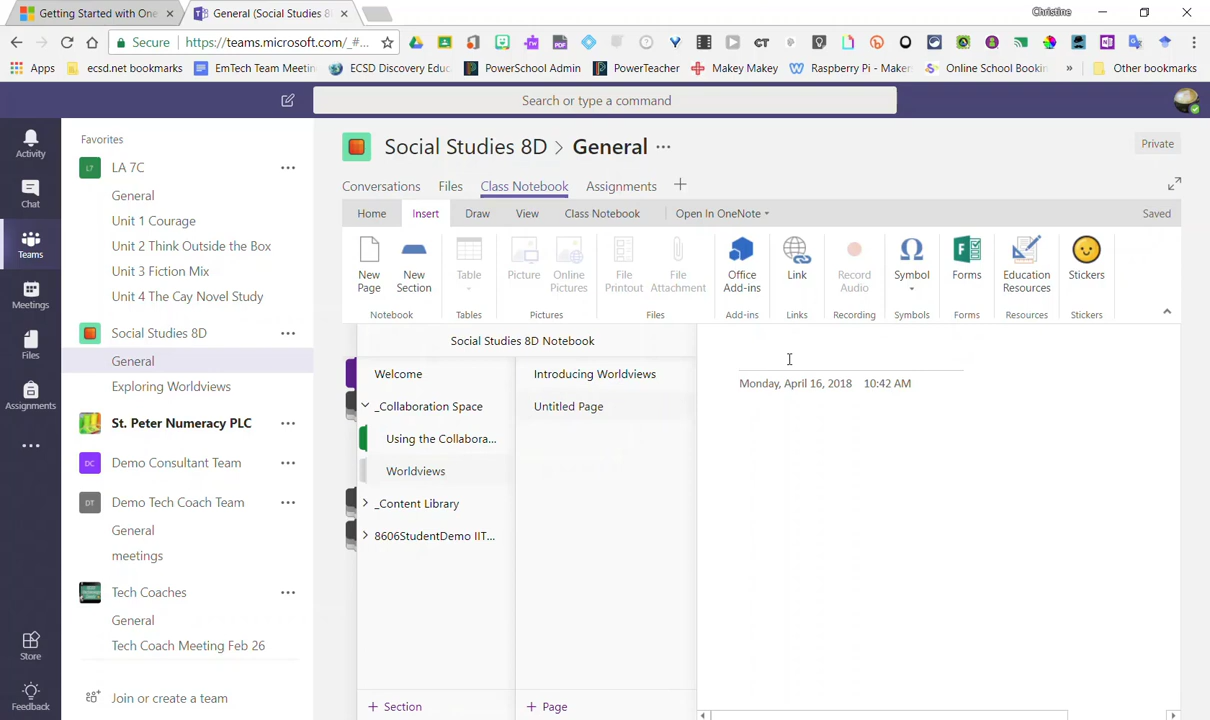 Getting Started with One
General (Social Studies 8
Christine
Secure
https://teams.microsoft.com/_#...
Apps
ecsd.net bookmarks
EmTech Team Meetin
ECSD Discovery Educ
PowerSchool Admin
PowerTeacher
Makey Makey
Raspberry Pi - Maker
Online School Bookin
»
Other bookmarks
Search or type a command
Activity
Chat
Teams
Meetings
Files
Assignments
Store
Feedback
Favorites
L7
LA 7C
General
Unit 1 Courage
Unit 2 Think Outside the Box
Unit 3 Fiction Mix
Unit 4 The Cay Novel Study
Social Studies 8D
General
Exploring Worldviews
St. Peter Numeracy PLC
DC
Demo Consultant Team
DT
Demo Tech Coach Team
General
meetings
Tech Coaches
General
Tech Coach Meeting Feb 26
Join or create a team
Social Studies 8D > General ...
Private
Conversations
Files
Class Notebook
Assignments
Home
Insert
Draw
View
Class Notebook
Open In OneNote
Saved
New Page
New Section
Table
Picture
Online Pictures
File Printout
File Attachment
Office Add-ins
Link
Record Audio
Symbol
Forms
Education Resources
Stickers
Notebook
Tables
Pictures
Files
Add-ins
Links
Recording
Symbols
Forms
Resources
Stickers
Social Studies 8D Notebook
Welcome
_Collaboration Space
Using the Collabora...
Worldviews
_Content Library
8606StudentDemo IIT...
+ Section
Introducing Worldviews
Untitled Page
+ Page
Monday, April 16, 2018 10:42 AM